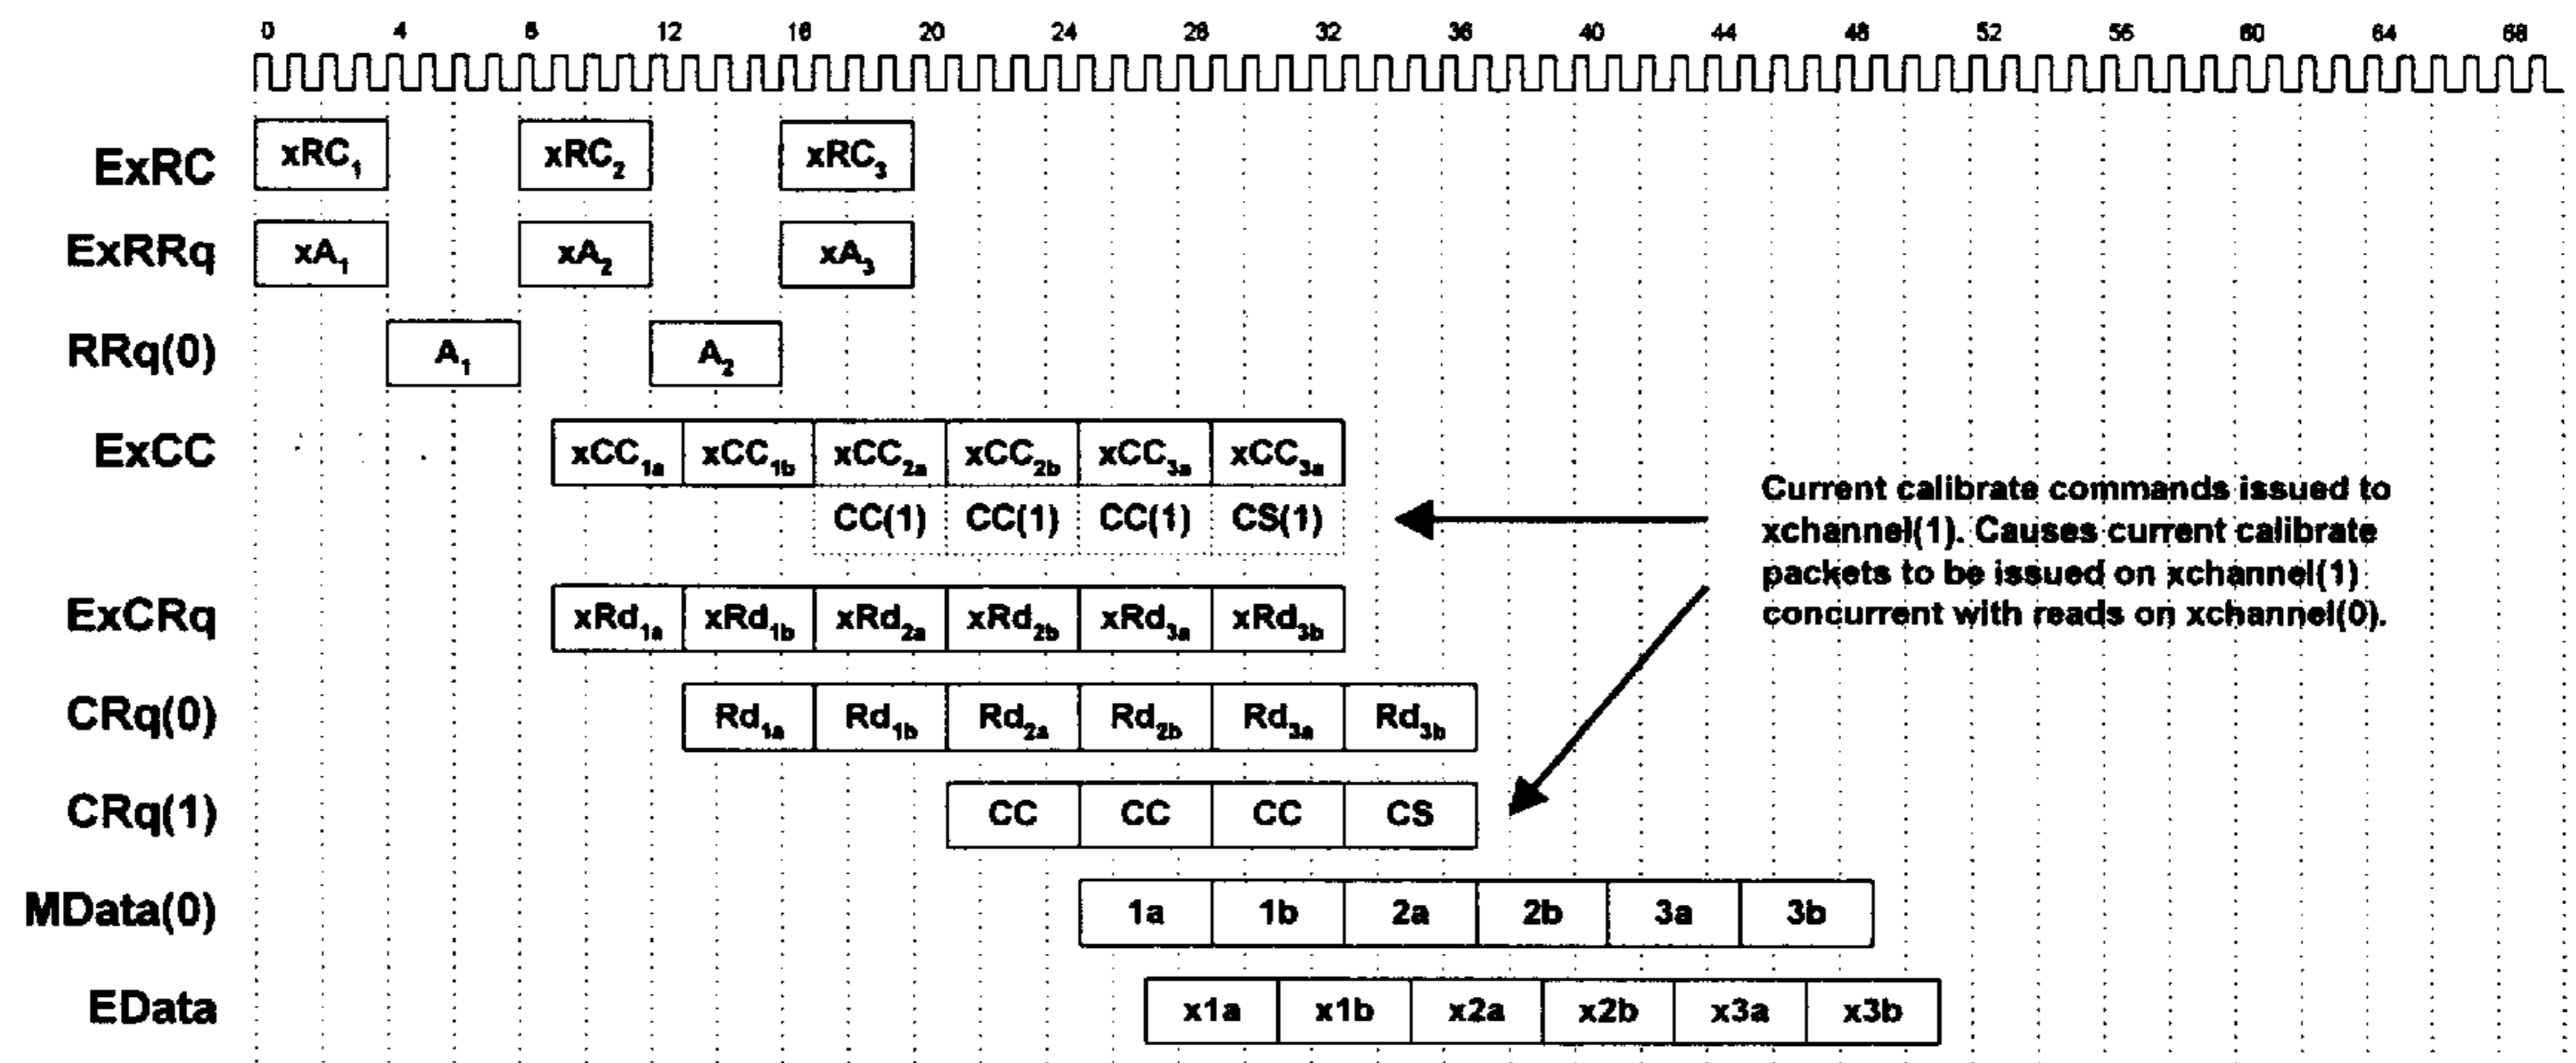 0 4 8 12 16 20 24 28 32 36 40 44 48 52 56 60 64 68
ExRC xRC₁ xRC₂ xRC₃
ExRRq xA₁ xA₂ xA₃
RRq(0) A₁ A₂
ExCC xCC₁ₐ xCC₁b xCC₂ₐ xCC₂b xCC₃ₐ xCC₃ₐ
CC(1) CC(1) CC(1) CS(1)
Current calibrate commands issued to
xchannel(1). Causes current calibrate
packets to be issued on xchannel(1)
concurrent with reads on xchannel(0).
ExCRq xRd₁ₐ xRd₁b xRd₂ₐ xRd₂b xRd₃ₐ xRd₃b
CRq(0) Rd₁ₐ Rd₁b Rd₂ₐ Rd₂b Rd₃ₐ Rd₃b
CRq(1) CC CC CC CS
MData(0) 1a 1b 2a 2b 3a 3b
EData x1a x1b x2a x2b x3a x3b